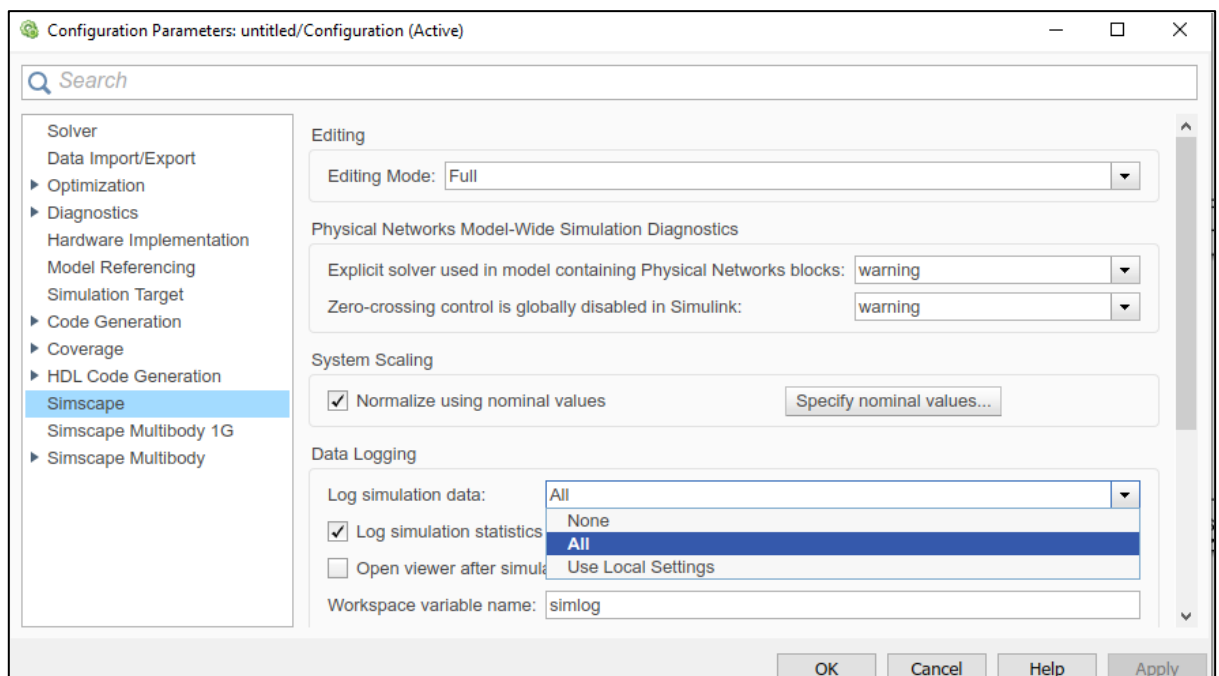 Configuration Parameters: untitled/Configuration (Active)
Search
Solver
Data Import/Export
Optimization
Diagnostics
Hardware Implementation
Model Referencing
Simulation Target
Code Generation
Coverage
HDL Code Generation
Simscape
Simscape Multibody 1G
Simscape Multibody
Editing
Editing Mode: Full
Physical Networks Model-Wide Simulation Diagnostics
Explicit solver used in model containing Physical Networks blocks: warning
Zero-crossing control is globally disabled in Simulink: warning
System Scaling
Normalize using nominal values Specify nominal values...
Data Logging
Log simulation data: All
None
Log simulation statistics
All
Open viewer after simula
Use Local Settings
Workspace variable name: simlog
OK Cancel Help Apply